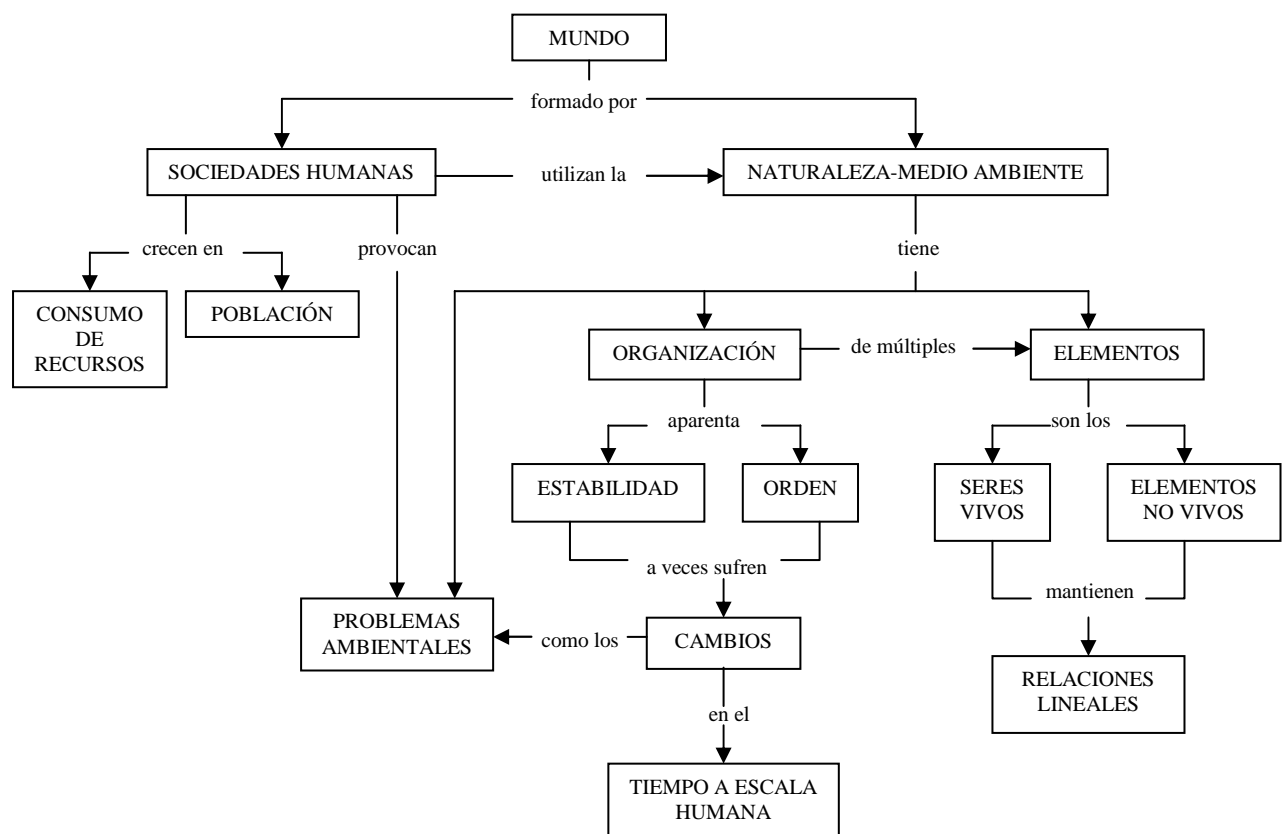 MUNDO
formado por
SOCIEDADES HUMANAS
utilizan la
NATURALEZA-MEDIO AMBIENTE
crecen en
provocan
tiene
CONSUMO
DE
RECURSOS
POBLACIÓN
ORGANIZACIÓN
de múltiples
ELEMENTOS
aparenta
son los
ESTABILIDAD
ORDEN
SERES
VIVOS
ELEMENTOS
NO VIVOS
a veces sufren
mantienen
PROBLEMAS
AMBIENTALES
como los
CAMBIOS
RELACIONES
LINEALES
en el
TIEMPO A ESCALA
HUMANA